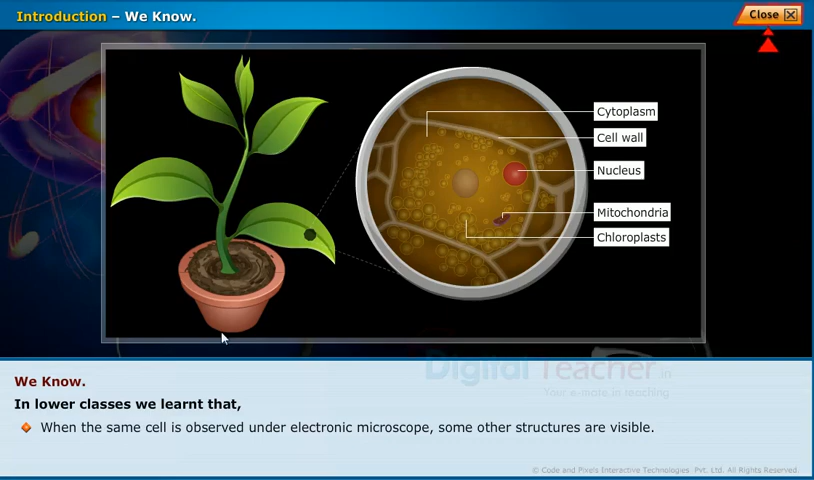 Introduction – We Know.
Close
Cytoplasm
Cell wall
Nucleus
Mitochondria
Chloroplasts
Digital Teacher.in
Your e-mate in teaching
We Know.
In lower classes we learnt that,
When the same cell is observed under electronic microscope, some other structures are visible.
© Code and Pixels Interactive Technologies Pvt. Ltd. All Rights Reserved.